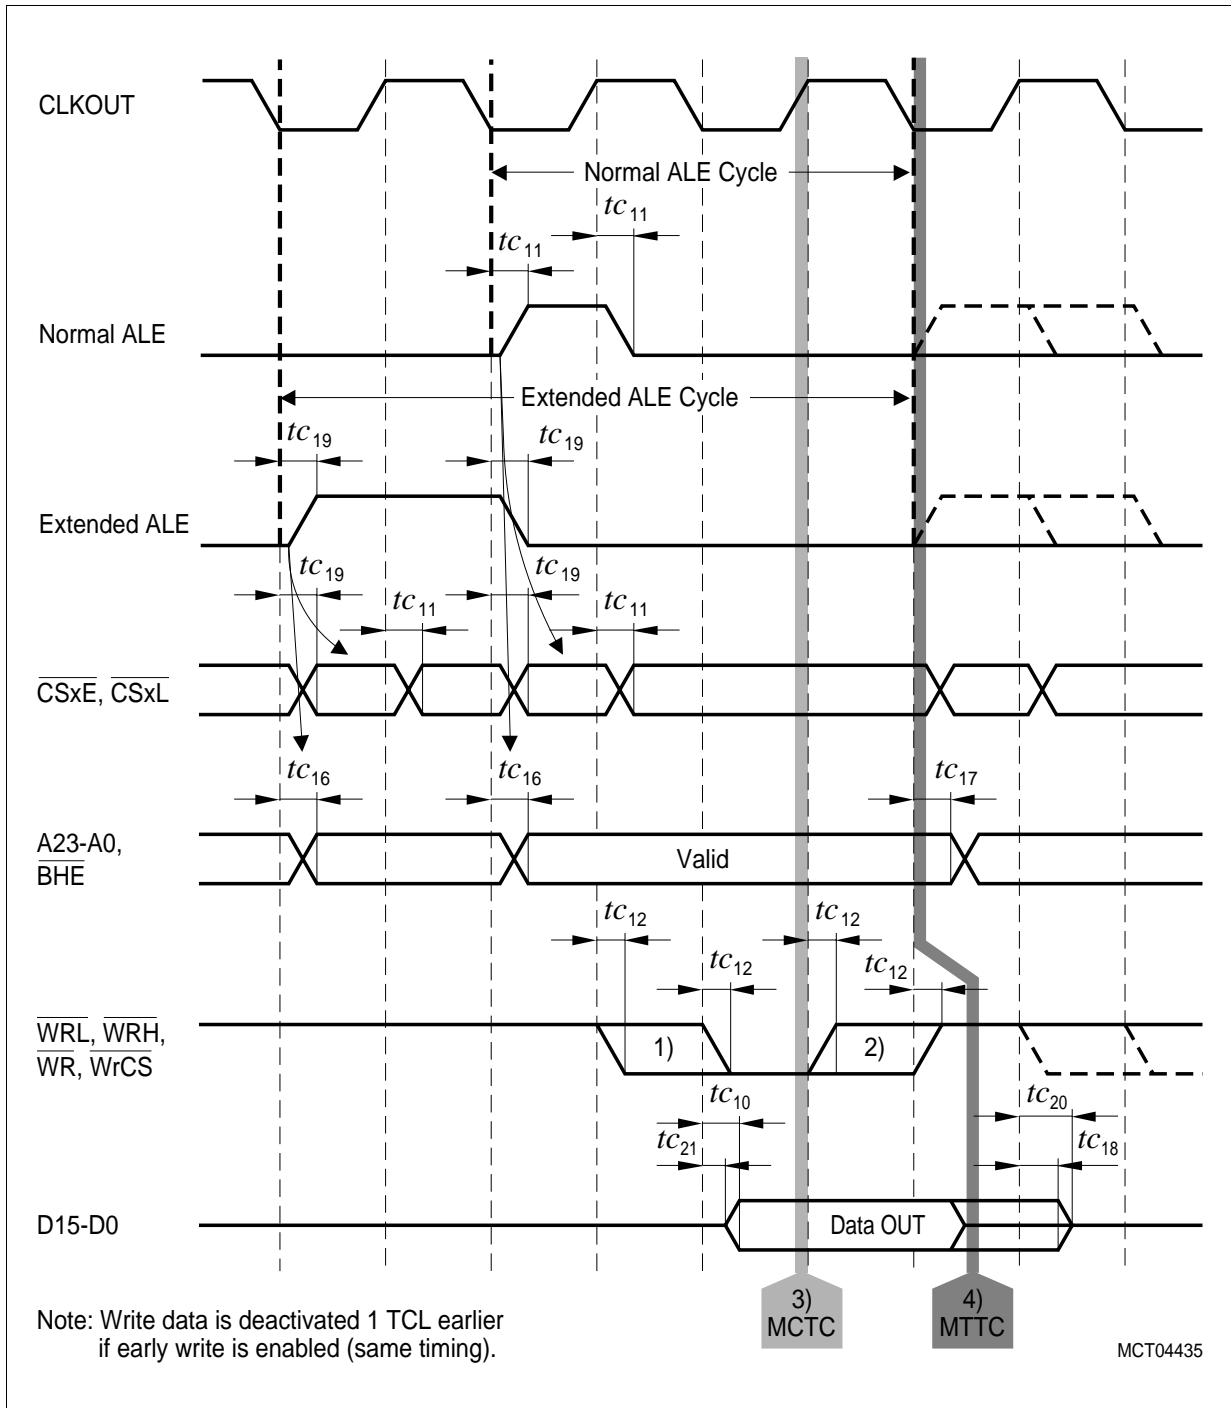 CLKOUT
Normal ALE Cycle
tc11
tc11
Normal ALE
Extended ALE Cycle
tc19
tc19
Extended ALE
tc19
tc19
tc11
tc11
CSxE, CSxL
tc16
tc16
tc17
A23-A0,
BHE
Valid
tc12
tc12
tc12
tc12
WRL, WRH,
WR, WrCS
1)
2)
tc10
tc20
tc21
tc18
D15-D0
Data OUT
3)
MCTC
4)
MTTC
Note: Write data is deactivated 1 TCL earlier
if early write is enabled (same timing).
MCT04435